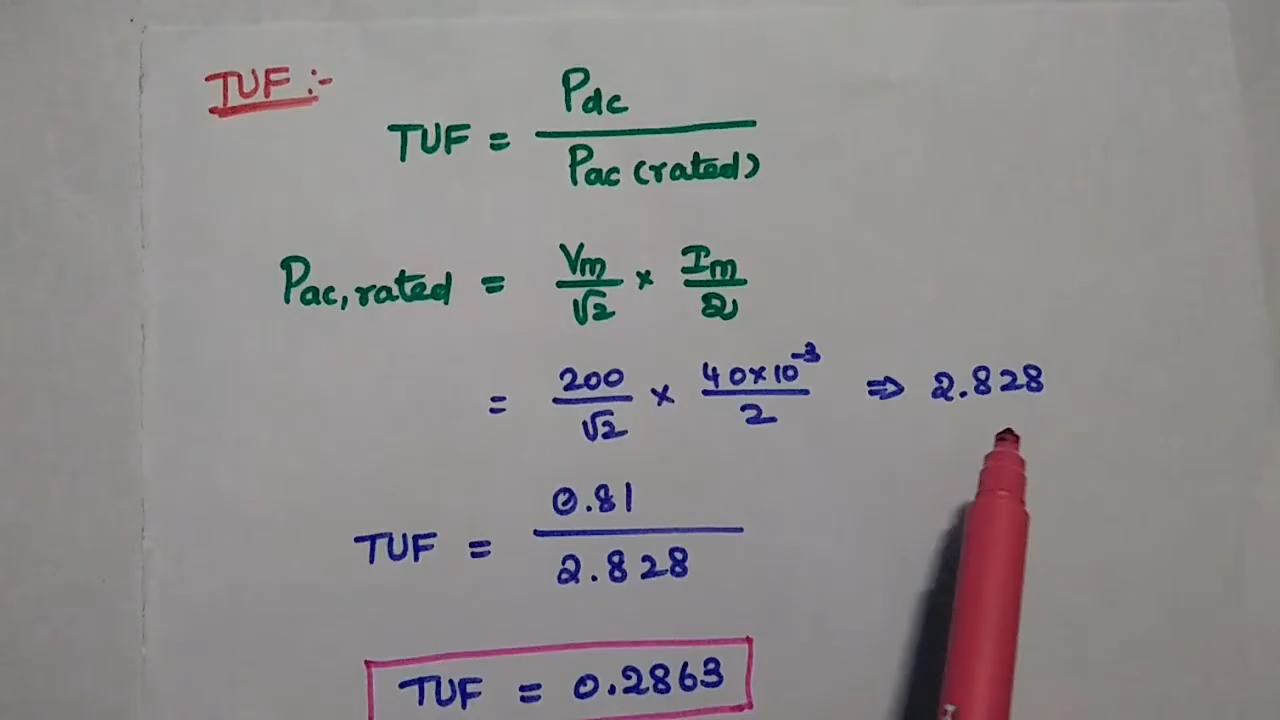 TUF :-
TUF = Pdc / Pac (rated)
Pac, rated = Vm/√2 × Im/2
= 200/√2 × 40×10⁻³/2 ⇒ 2.828
TUF = 0.81 / 2.828
TUF = 0.2863